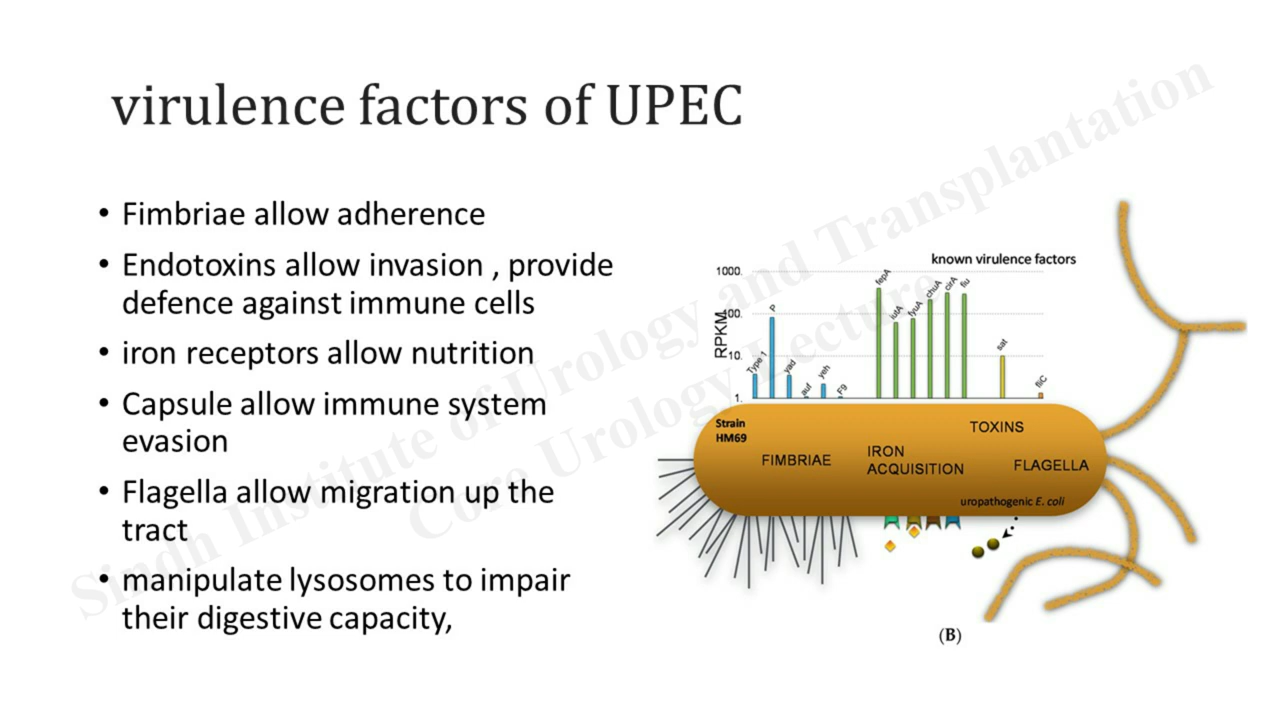 virulence factors of UPEC
• Fimbriae allow adherence
• Endotoxins allow invasion , provide
defence against immune cells
• iron receptors allow nutrition
• Capsule allow immune system
evasion
• Flagella allow migration up the
tract
• manipulate lysosomes to impair
their digestive capacity,
known virulence factors
RPKM
1000.
100.
10.
1.
Type 1
P
yad
auf
yeh
F9
fepA
iutA
fyuA
chuA
cirA
fiu
sat
fliC
Strain
HM69
FIMBRIAE
IRON
ACQUISITION
TOXINS
FLAGELLA
uropathogenic E. coli
(B)
Sindh Institute of Urology and Transplantation
Core Urology Lecture